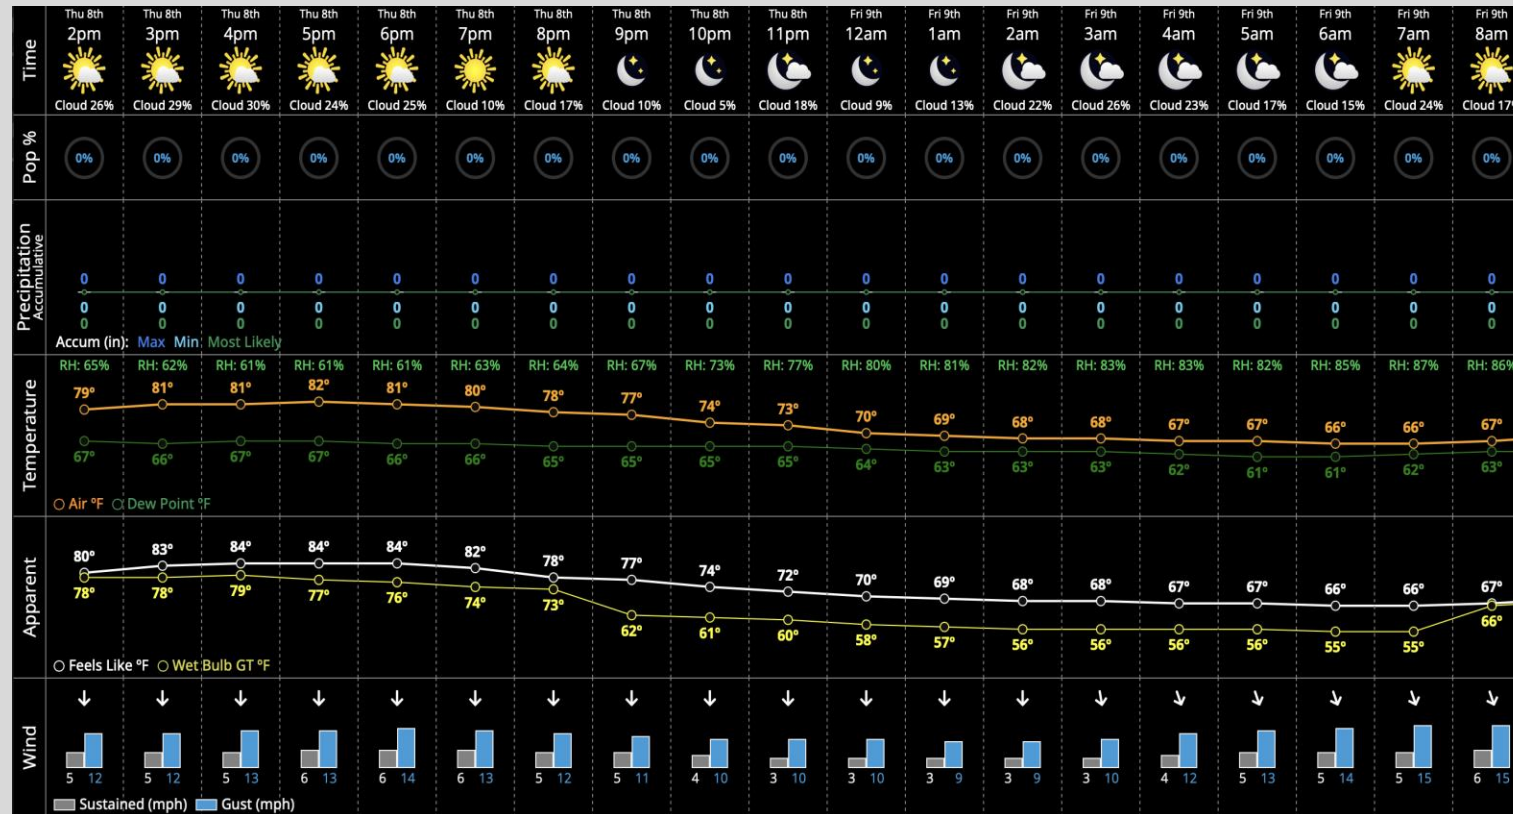 Thu 8th Thu 8th Thu 8th Thu 8th Thu 8th Thu 8th Thu 8th Thu 8th Thu 8th Thu 8th Fri 9th Fri 9th Fri 9th Fri 9th Fri 9th Fri 9th Fri 9th Fri 9th Fri 9th
2pm 3pm 4pm 5pm 6pm 7pm 8pm 9pm 10pm 11pm 12am 1am 2am 3am 4am 5am 6am 7am 8am
Time
Cloud 26% Cloud 29% Cloud 30% Cloud 24% Cloud 25% Cloud 10% Cloud 17% Cloud 10% Cloud 5% Cloud 18% Cloud 9% Cloud 13% Cloud 22% Cloud 26% Cloud 23% Cloud 17% Cloud 15% Cloud 24% Cloud 17%
Pop %
0% 0% 0% 0% 0% 0% 0% 0% 0% 0% 0% 0% 0% 0% 0% 0% 0% 0% 0%
Precipitation
Accumulative
0 0 0 0 0 0 0 0 0 0 0 0 0 0 0 0 0 0 0
0 0 0 0 0 0 0 0 0 0 0 0 0 0 0 0 0 0 0
0 0 0 0 0 0 0 0 0 0 0 0 0 0 0 0 0 0 0
Accum (in): Max Min Most Likely
Temperature
RH: 65% RH: 62% RH: 61% RH: 61% RH: 61% RH: 63% RH: 64% RH: 67% RH: 73% RH: 77% RH: 80% RH: 81% RH: 82% RH: 83% RH: 83% RH: 82% RH: 85% RH: 87% RH: 86%
79° 81° 81° 82° 81° 80° 78° 77° 74° 73° 70° 69° 68° 68° 67° 67° 66° 66° 67°
67° 66° 67° 67° 66° 66° 65° 65° 65° 65° 64° 63° 63° 63° 62° 61° 61° 62° 63°
Air °F Dew Point °F
Apparent
80° 83° 84° 84° 84° 82° 78° 77° 74° 72° 70° 69° 68° 68° 67° 67° 66° 66° 67°
78° 78° 79° 77° 76° 74° 73° 62° 61° 60° 58° 57° 56° 56° 56° 56° 55° 55° 66°
Feels Like °F Wet Bulb GT °F
Wind
5 12 5 12 5 13 6 13 6 14 6 13 5 12 5 11 4 10 3 10 3 10 3 9 3 9 3 10 4 12 5 13 5 14 5 15 6 15
Sustained (mph) Gust (mph)